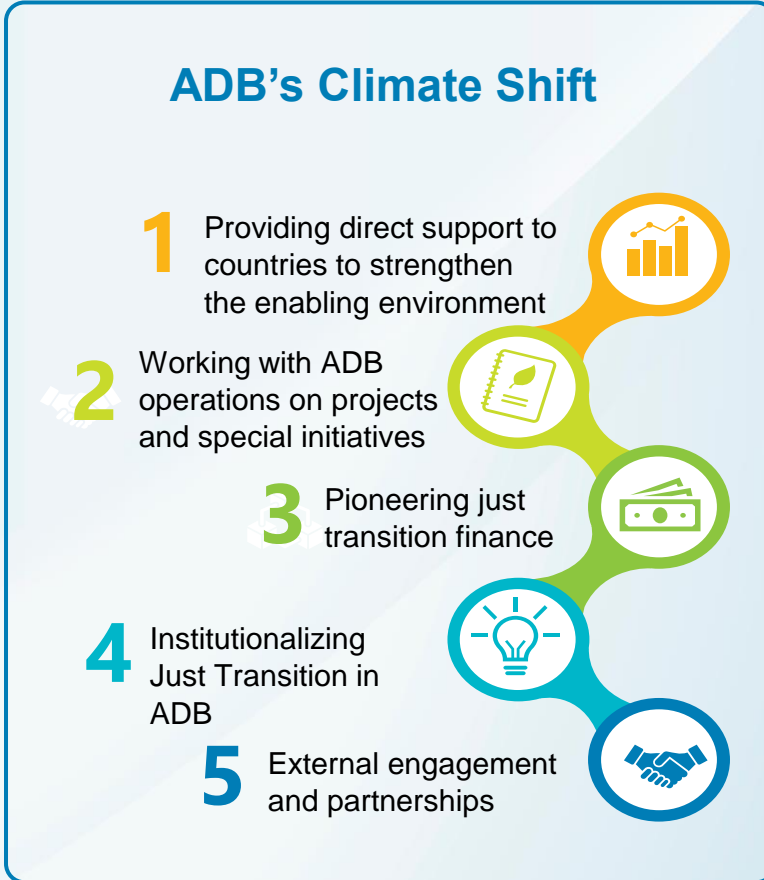 ADB’s Climate Shift
1
Providing direct support to
countries to strengthen
the enabling environment
2
Working with ADB
operations on projects
and special initiatives
3
Pioneering just
transition finance
4
Institutionalizing
Just Transition in
ADB
5
External engagement
and partnerships